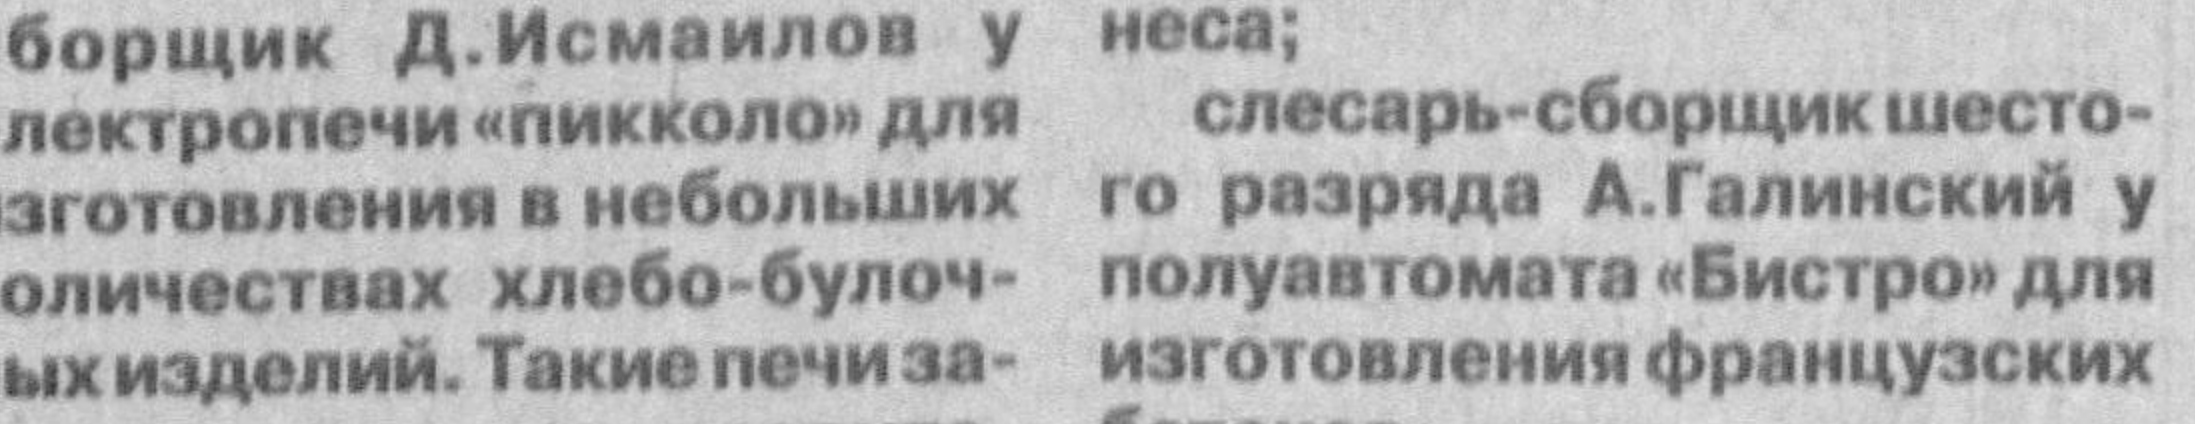 борщик Д.Исмаилов у
лектропечи «пикколо» для
зготовления в небольших
оличествах хлебо-булоч-
ых изделий. Такие печи за-
неса;
слесарь-сборщик шесто-
го разряда А.Галинский у
полуавтомата «Бистро» для
изготовления французских